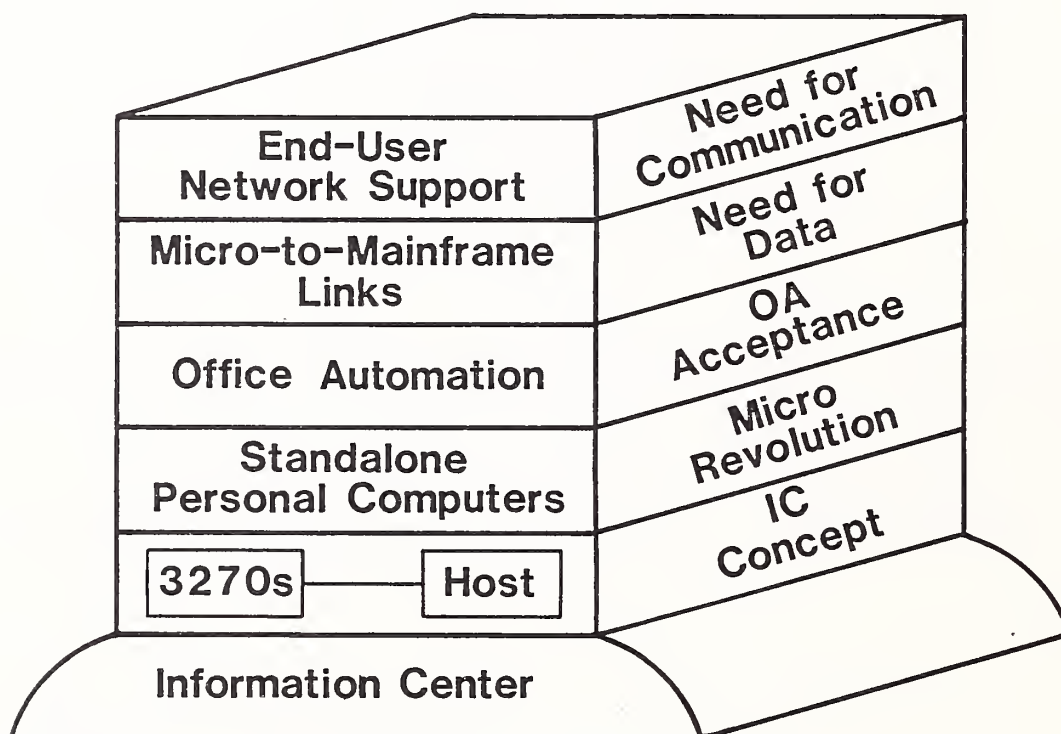 End-User
Network Support
Need for
Communication
Micro-to-Mainframe
Links
Need for
Data
Office Automation
OA
Acceptance
Standalone
Personal Computers
Micro
Revolution
3270s
Host
IC
Concept
Information Center